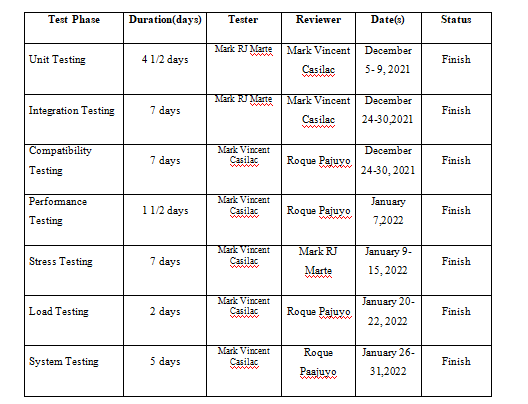 Test Phase Duration(days) Tester Reviewer Date(s) Status
Unit Testing 4 1/2 days Mark RJ Marte Mark Vincent Casilac December 5- 9, 2021 Finish
Integration Testing 7 days Mark RJ Marte Mark Vincent Casilac December 24-30,2021 Finish
Compatibility Testing 7 days Mark Vincent Casilac Roque Pajuyo December 24-30, 2021 Finish
Performance Testing 1 1/2 days Mark Vincent Casilac Roque Pajuyo January 7,2022 Finish
Stress Testing 7 days Mark Vincent Casilac Mark RJ Marte January 9- 15, 2022 Finish
Load Testing 2 days Mark Vincent Casilac Roque Pajuyo January 20- 22, 2022 Finish
System Testing 5 days Mark Vincent Casilac Roque Paajuyo January 26- 31,2022 Finish